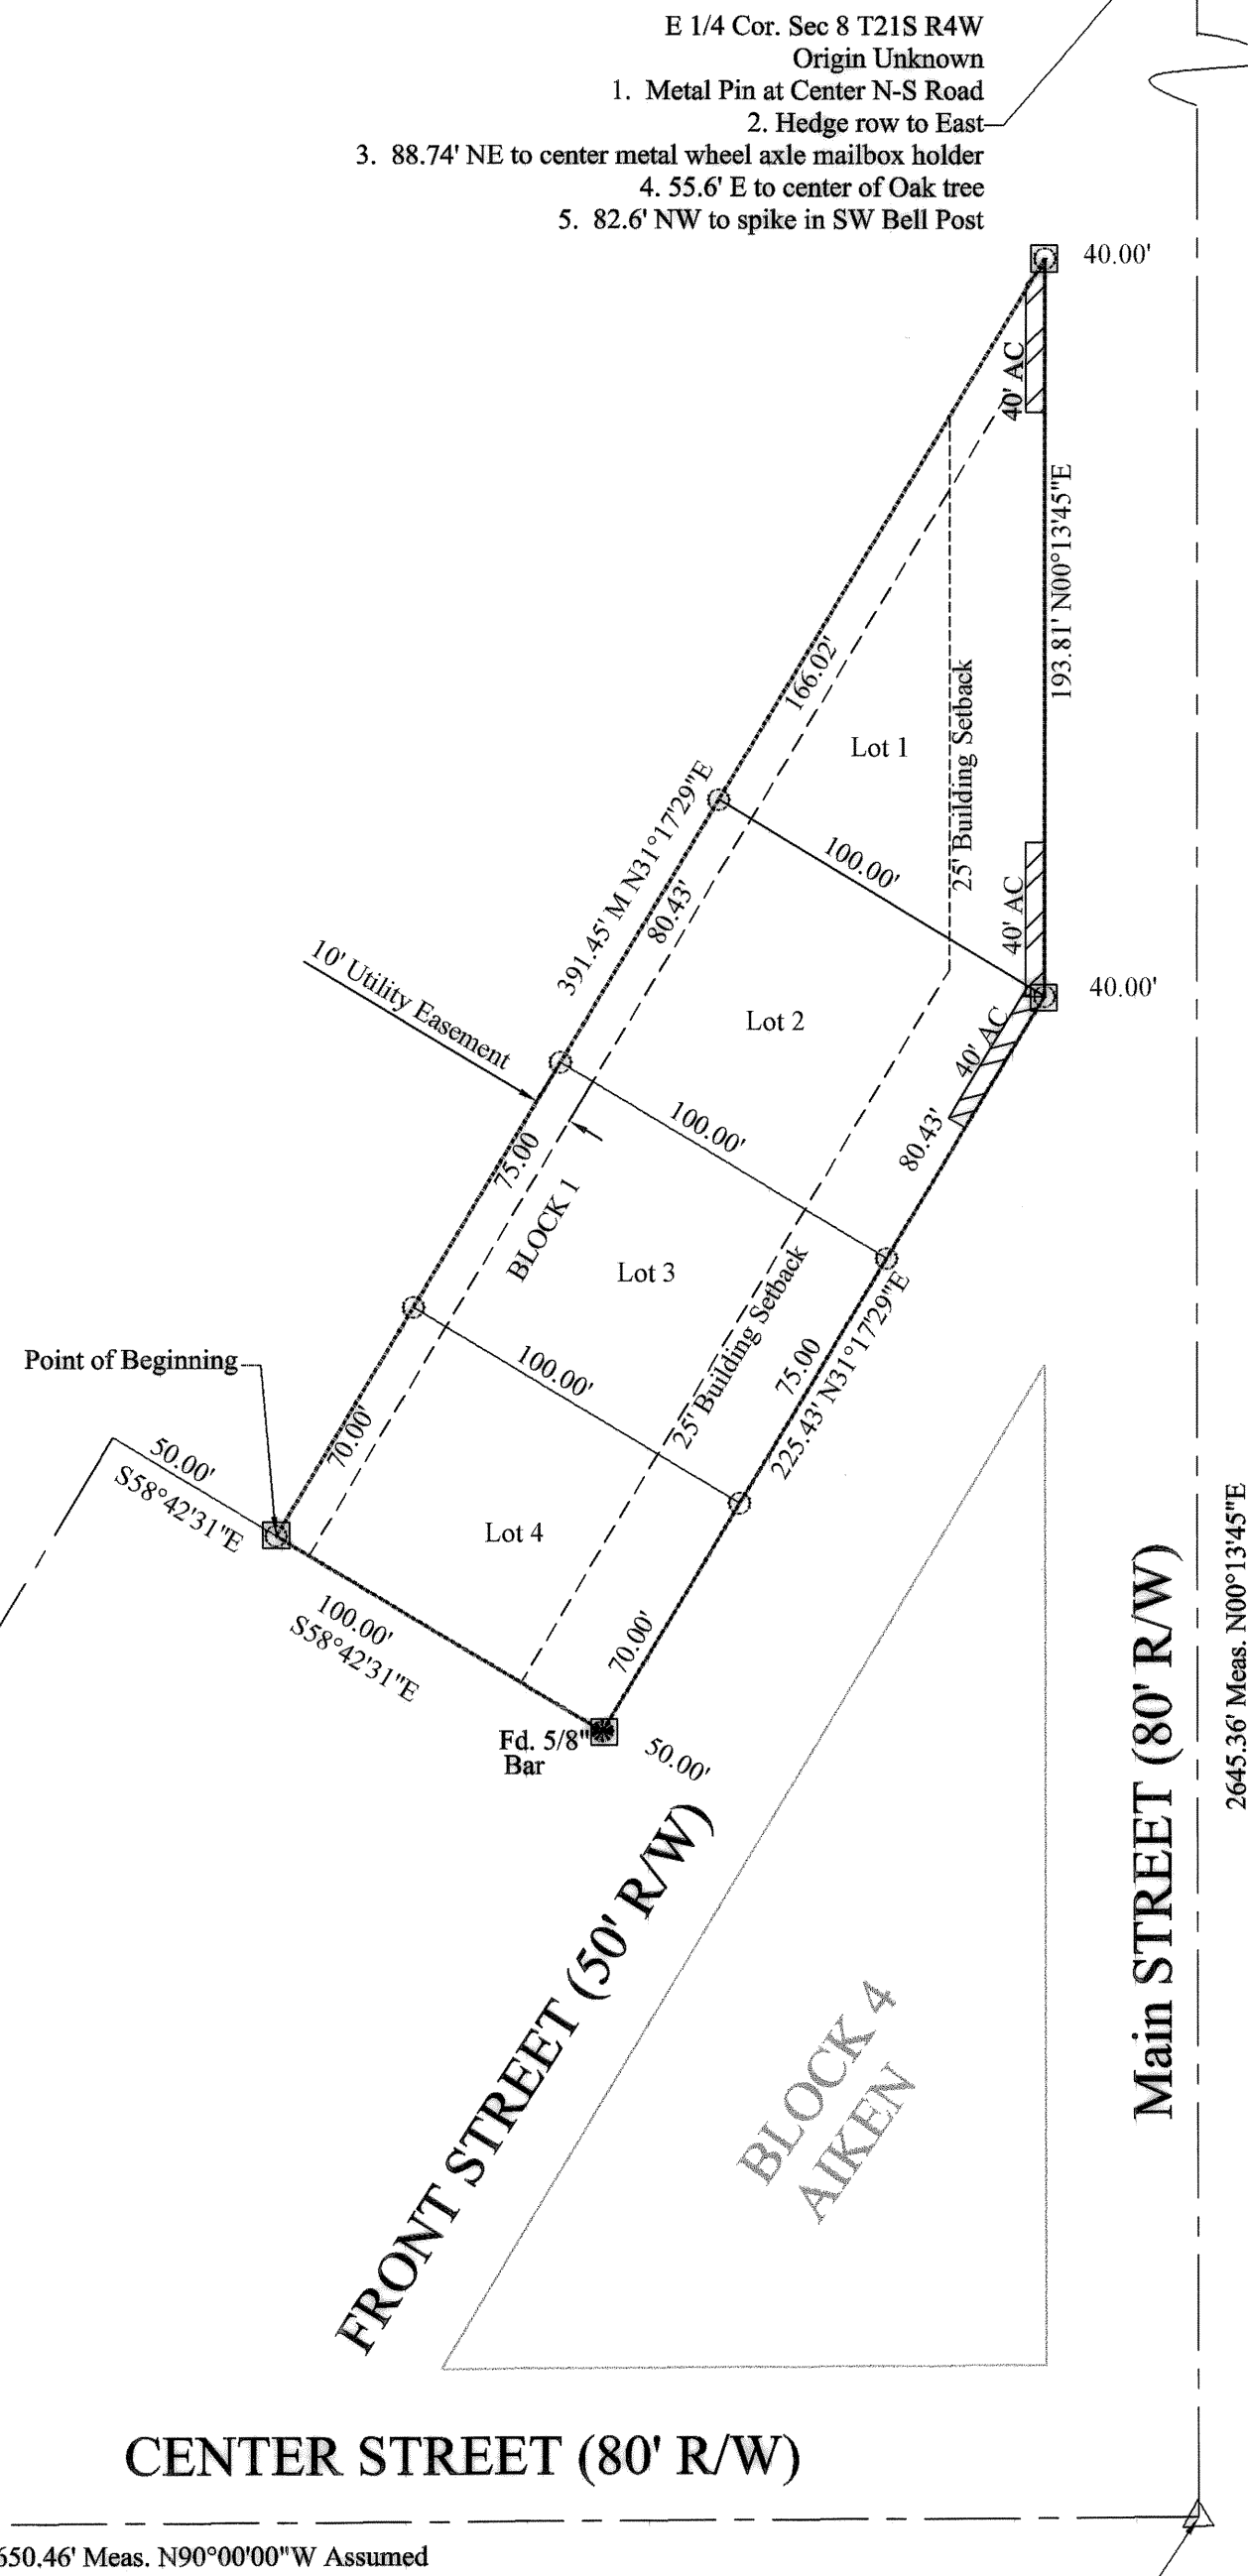 E 1/4 Cor. Sec 8 T21S R4W
Origin Unknown
1. Metal Pin at Center N-S Road
2. Hedge row to East
3. 88.74' NE to center metal wheel axle mailbox holder
4. 55.6' E to center of Oak tree
5. 82.6' NW to spike in SW Bell Post
40.00'
40' AC
193.81' N00°13'45"E
166.02'
Lot 1
25' Building Setback
391.45' M N31°17'29"E
100.00'
80.43'
40' AC
10' Utility Easement
40.00'
Lot 2
40' AC
100.00'
80.43'
75.00
BLOCK 1
Lot 3
25' Building Setback
75.00
225.43' N31°17'29"E
Point of Beginning
100.00'
70.00'
50.00'
S58°42'31"E
Lot 4
100.00'
S58°42'31"E
70.00'
Fd. 5/8"
Bar
50.00'
FRONT STREET (50' R/W)
BLOCK 4
AIKEN
Main STREET (80' R/W)
2645.36' Meas. N00°13'45"E
CENTER STREET (80' R/W)
650.46' Meas. N90°00'00"W Assumed